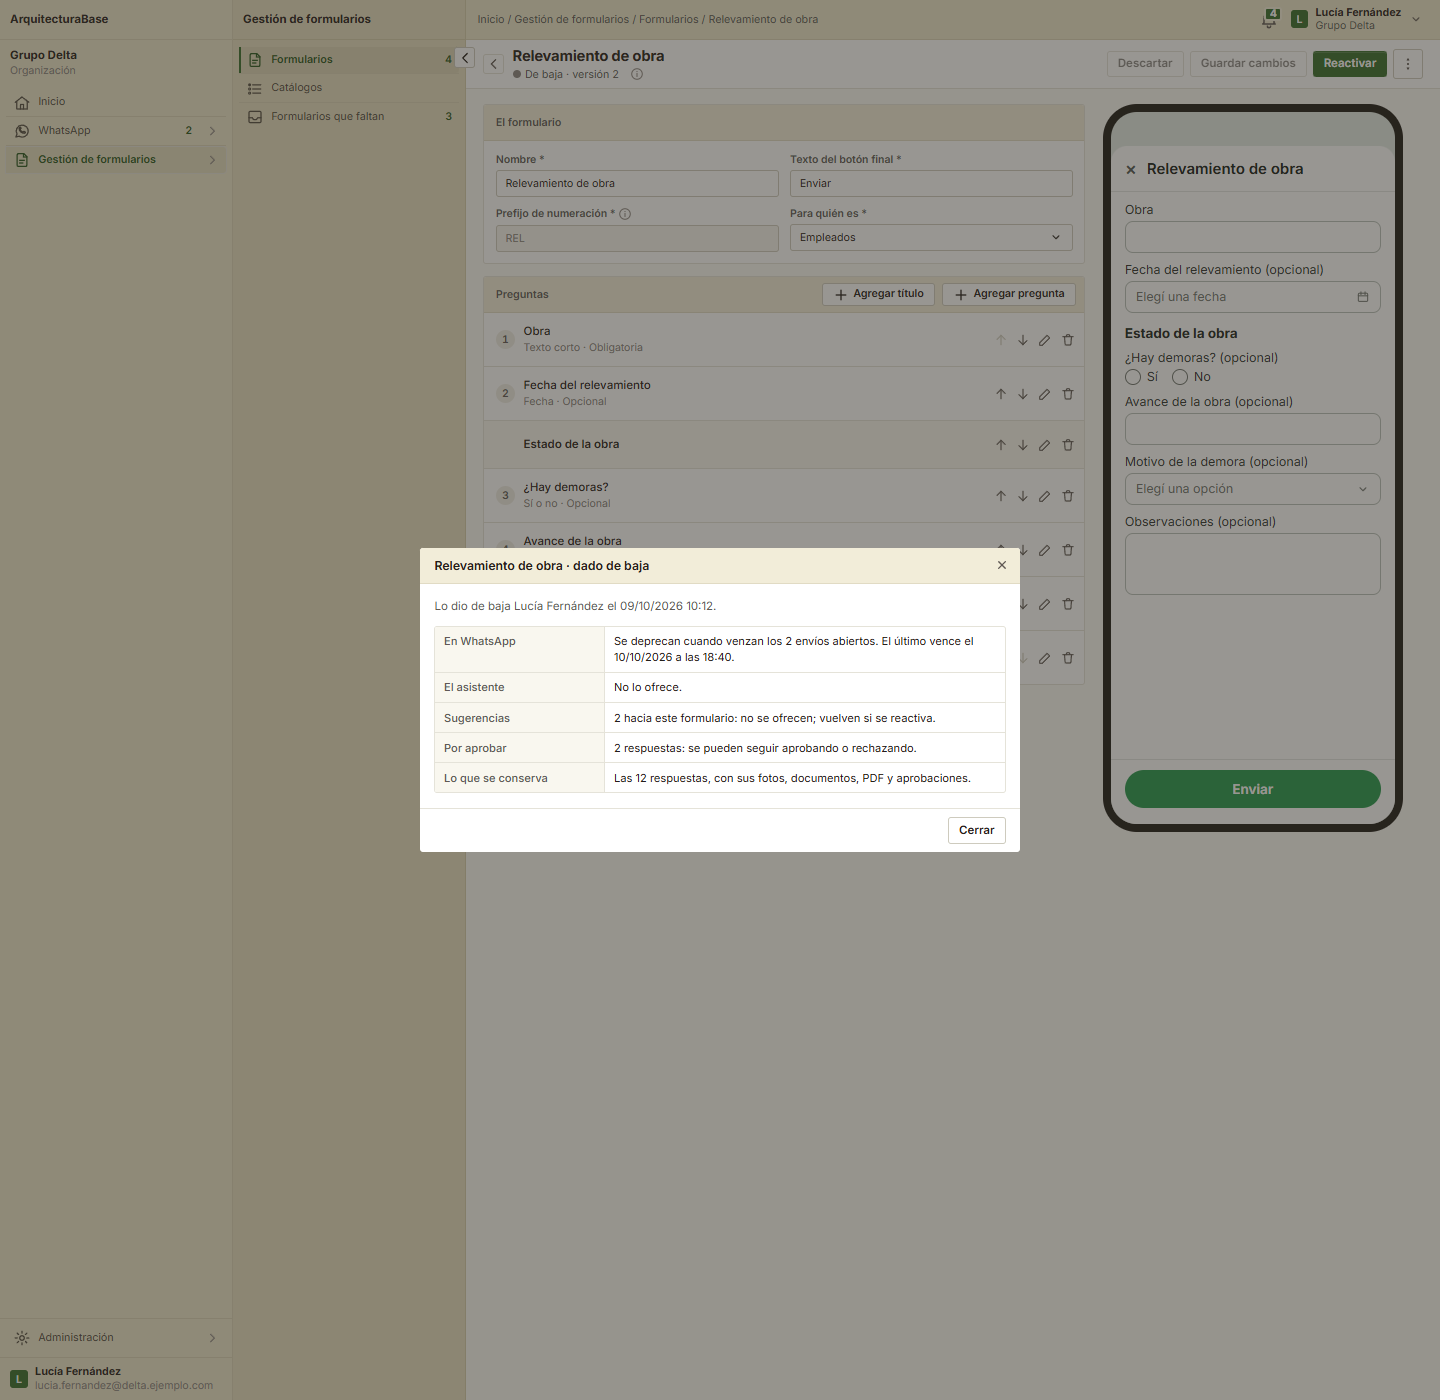 ArquitecturaBase
Grupo Delta
Organización
Inicio
WhatsApp 2
Gestión de formularios
Administración
L
Lucía Fernández
lucia.fernandez@delta.ejemplo.com
Gestión de formularios
Formularios 4
Catálogos
Formularios que faltan 3
Inicio / Gestión de formularios / Formularios / Relevamiento de obra
4
L
Lucía Fernández
Grupo Delta
Relevamiento de obra
De baja · versión 2
Descartar
Guardar cambios
Reactivar
El formulario
Nombre *
Relevamiento de obra
Texto del botón final *
Enviar
Prefijo de numeración *
REL
Para quién es *
Empleados
Preguntas
Agregar título
Agregar pregunta
1
Obra
Texto corto · Obligatoria
2
Fecha del relevamiento
Fecha · Opcional
Estado de la obra
3
¿Hay demoras?
Sí o no · Opcional
Avance de la obra
Relevamiento de obra · dado de baja
Lo dio de baja Lucía Fernández el 09/10/2026 10:12.
En WhatsApp
Se deprecan cuando venzan los 2 envíos abiertos. El último vence el
10/10/2026 a las 18:40.
El asistente
No lo ofrece.
Sugerencias
2 hacia este formulario: no se ofrecen; vuelven si se reactiva.
Por aprobar
2 respuestas: se pueden seguir aprobando o rechazando.
Lo que se conserva
Las 12 respuestas, con sus fotos, documentos, PDF y aprobaciones.
Cerrar
Relevamiento de obra
Obra
Fecha del relevamiento (opcional)
Elegí una fecha
Estado de la obra
¿Hay demoras? (opcional)
Sí
No
Avance de la obra (opcional)
Motivo de la demora (opcional)
Elegí una opción
Observaciones (opcional)
Enviar